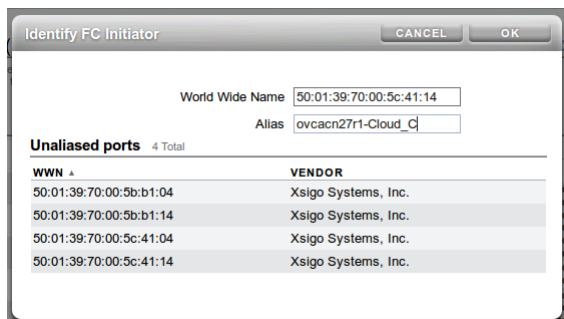 Identify FC Initiator CANCEL OK
World Wide Name 50:01:39:70:00:5c:41:14
Alias ovcacn27r1-Cloud_C
Unaliased ports 4 Total
WWN ▲ VENDOR
50:01:39:70:00:5b:b1:04 Xsigo Systems, Inc.
50:01:39:70:00:5b:b1:14 Xsigo Systems, Inc.
50:01:39:70:00:5c:41:04 Xsigo Systems, Inc.
50:01:39:70:00:5c:41:14 Xsigo Systems, Inc.